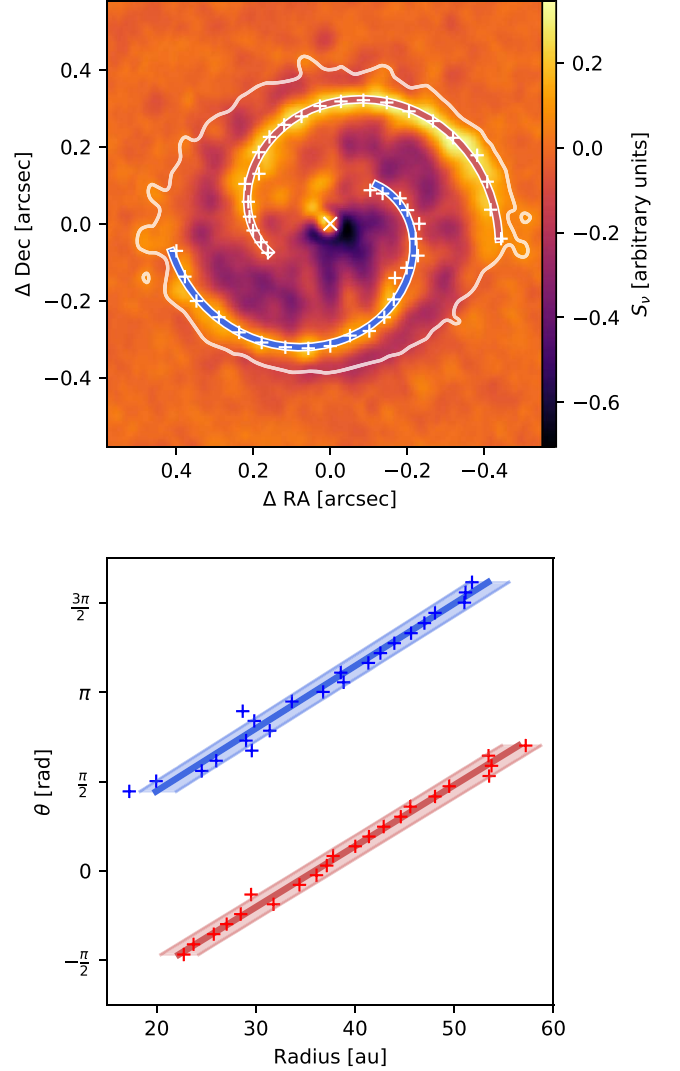 0.4
0.2
0.0
−0.2
−0.4
Δ Dec [arcsec]
0.4 0.2 0.0 −0.2 −0.4
Δ RA [arcsec]
0.2
0.0
−0.2
−0.4
−0.6
S_ν [arbitrary units]
3π/2
π
π/2
0
−π/2
θ [rad]
20 30 40 50 60
Radius [au]